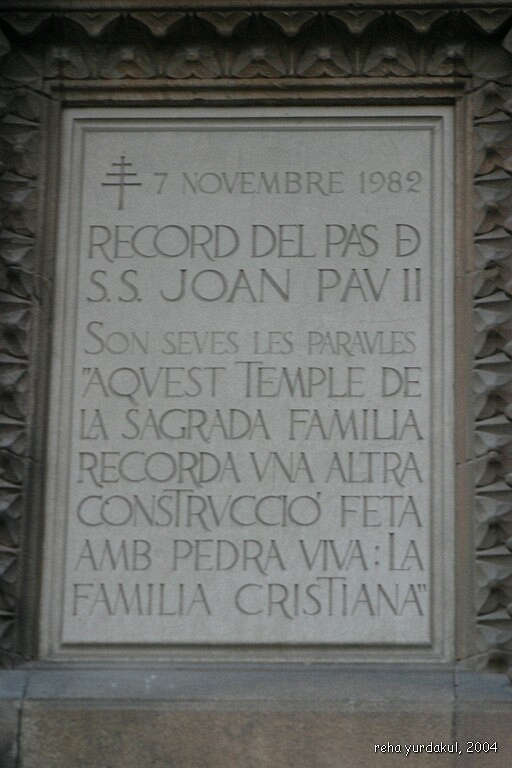 7 NOVEMBRE 1982
RECORD DEL PAS Đ
S.S. JOAN PAV II
SON SEVES LES PARAVLES
"AQVEST TEMPLE DE
LA SAGRADA FAMILIA
RECORDA VNA ALTRA
CONSTRVCCIÓ FETA
AMB PEDRA VIVA: LA
FAMILIA CRISTIANA"
reha yurdakul, 2004